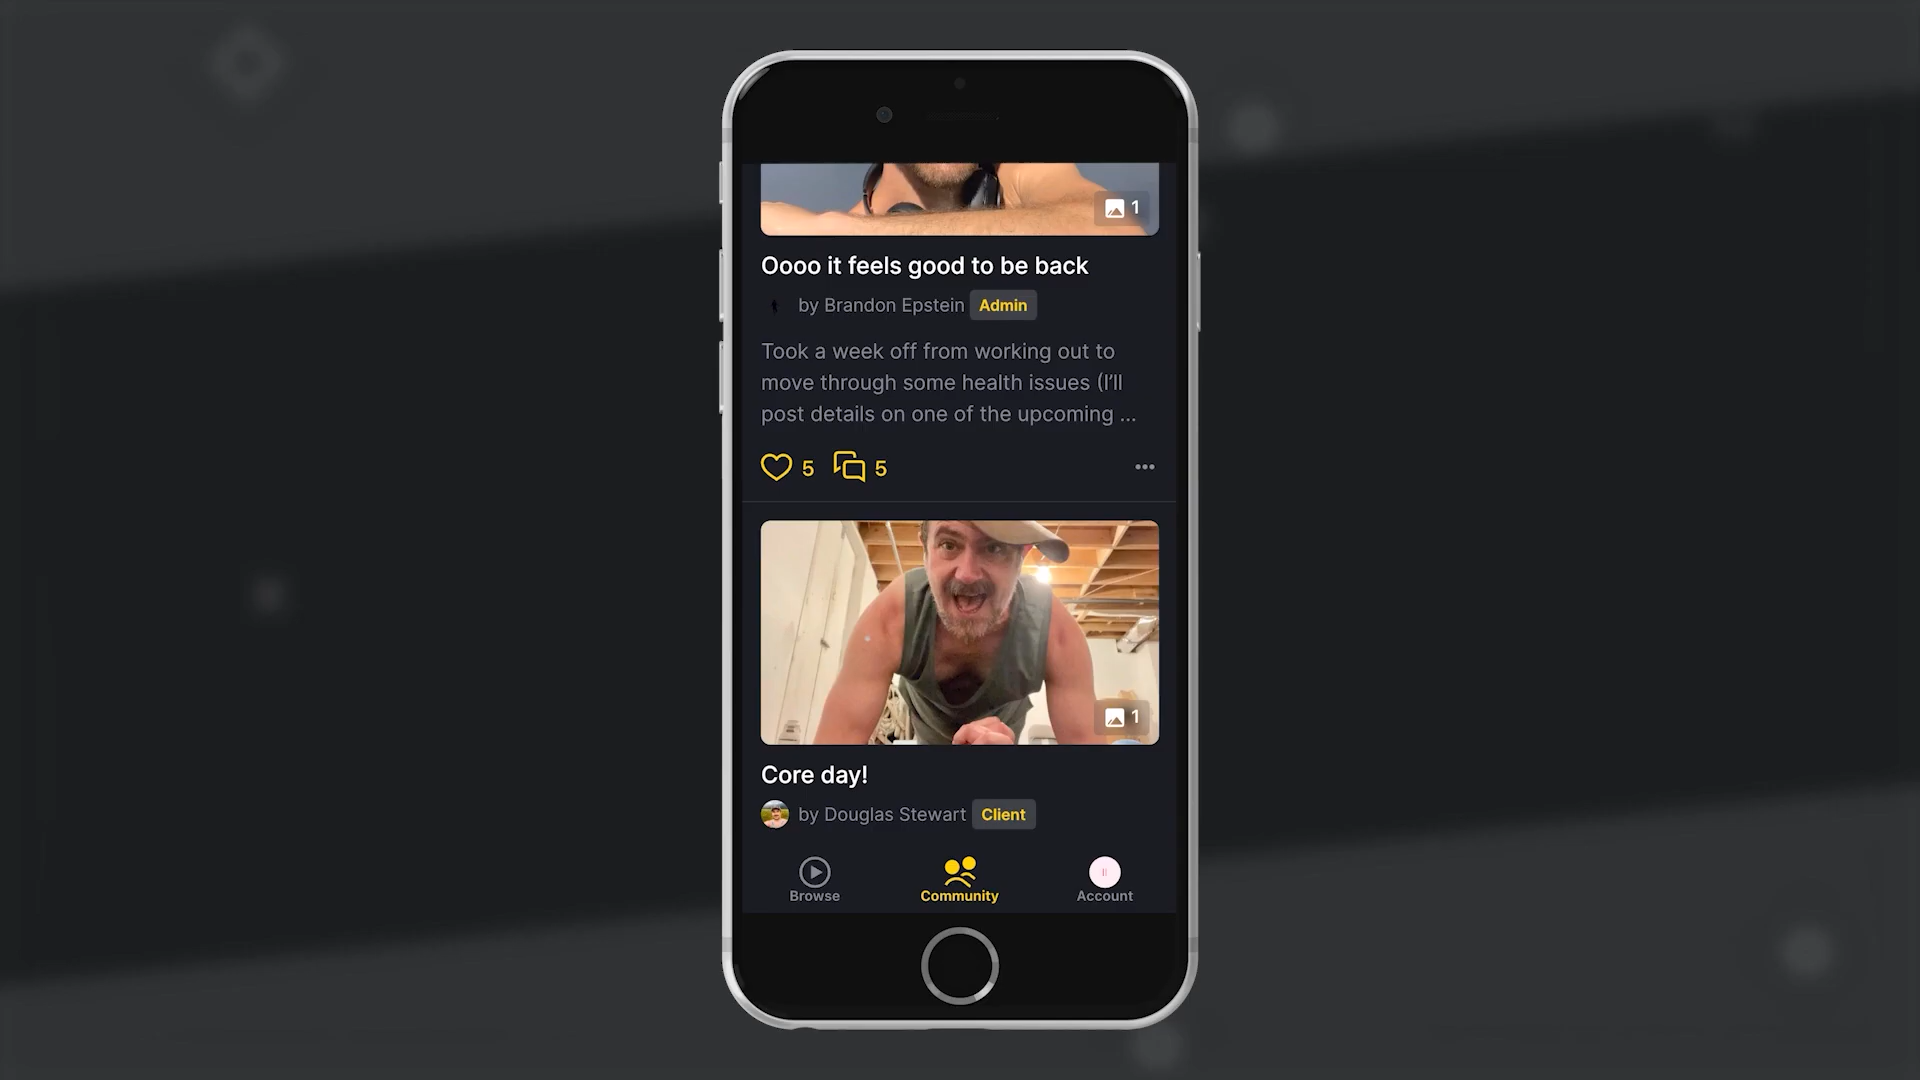 1
Oooo it feels good to be back
by Brandon Epstein Admin
Took a week off from working out to
move through some health issues (I'll
post details on one of the upcoming ...
5 5
1
Core day!
by Douglas Stewart Client
Browse Community Account